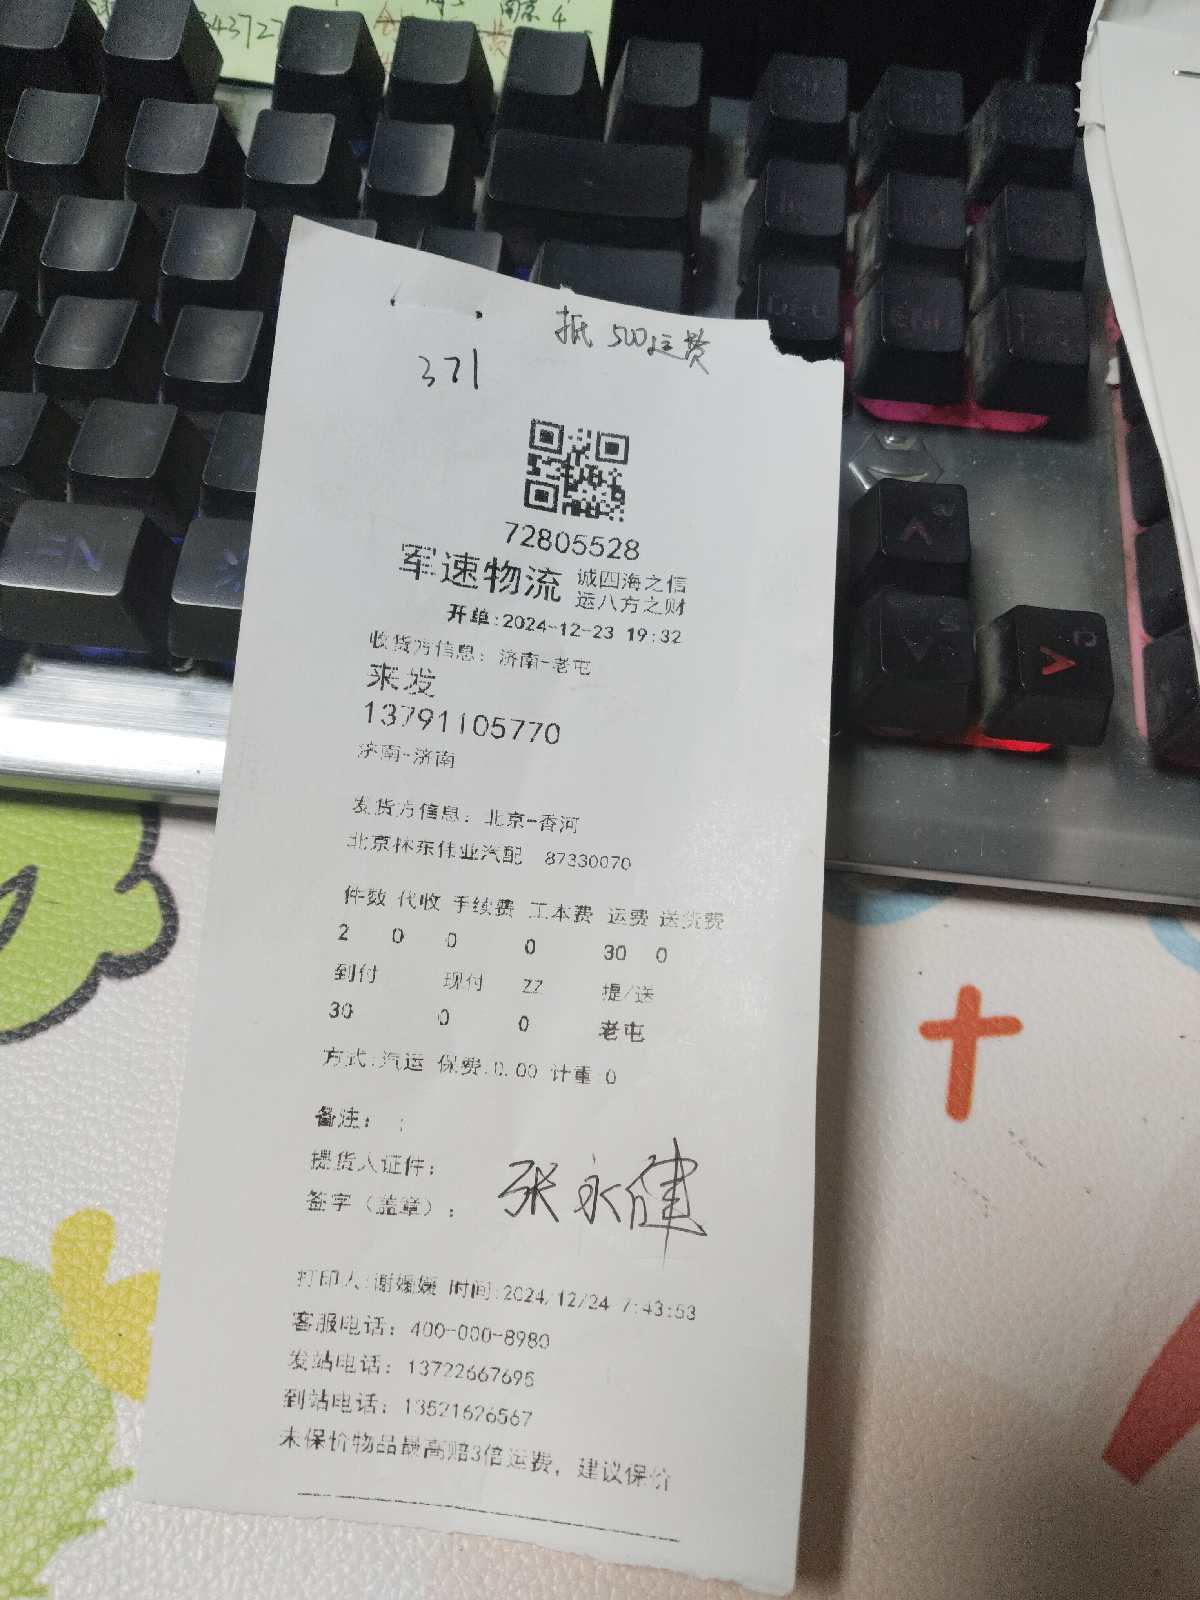 南京 4
43727
抵 500运费
371
72805528
军速物流 诚四海之信
运八方之财
开单:2024-12-23 19:32
收货方信息: 济南-老屯
来发
13791105770
济南-济南
发货方信息: 北京-香河
北京林东伟业汽配 87330070
件数 代收 手续费 工本费 运费 送货费
2 0 0 0 30 0
到付 现付 ZZ 提/送
30 0 0 老屯
方式:汽运 保费:0.00 计重 0
备注: ;
提货人证件:
签字（盖章）: 张永健
打印人:谢姗姗 时间:2024/12/24 7:43:53
客服电话: 400-000-8980
发站电话: 13722667695
到站电话: 13521626567
未保价物品最高赔3倍运费, 建议保价